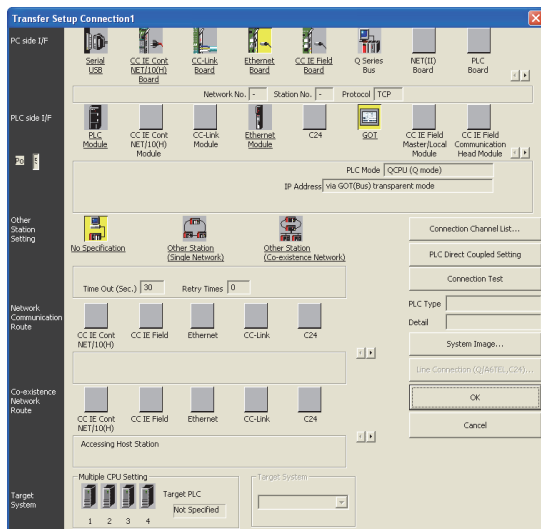 Transfer Setup Connection1
PC side I/F
Serial
USB
CC IE Cont
NET/10(H)
Board
CC-Link
Board
Ethernet
Board
CC IE Field
Board
Q Series
Bus
NET(II)
Board
PLC
Board
Network No. - Station No. - Protocol TCP
PLC side I/F
PLC
Module
CC IE Cont
NET/10(H)
Module
CC-Link
Module
Ethernet
Module
C24
GOT
CC IE Field
Master/Local
Module
CC IE Field
Communication
Head Module
Po
PLC Mode QCPU (Q mode)
IP Address via GOT(Bus) transparent mode
Other
Station
Setting
No Specification
Other Station
(Single Network)
Other Station
(Co-existence Network)
Time Out (Sec.) 30 Retry Times 0
Connection Channel List...
PLC Direct Coupled Setting
Connection Test
PLC Type
Detail
System Image...
Line Connection (Q/A6TEL,C24)...
OK
Cancel
Network
Communication
Route
CC IE Cont
NET/10(H)
CC IE Field
Ethernet
CC-Link
C24
Co-existence
Network
Route
CC IE Cont
NET/10(H)
CC IE Field
Ethernet
CC-Link
C24
Accessing Host Station
Target
System
Multiple CPU Setting
1 2 3 4
Target PLC
Not Specified
Target System